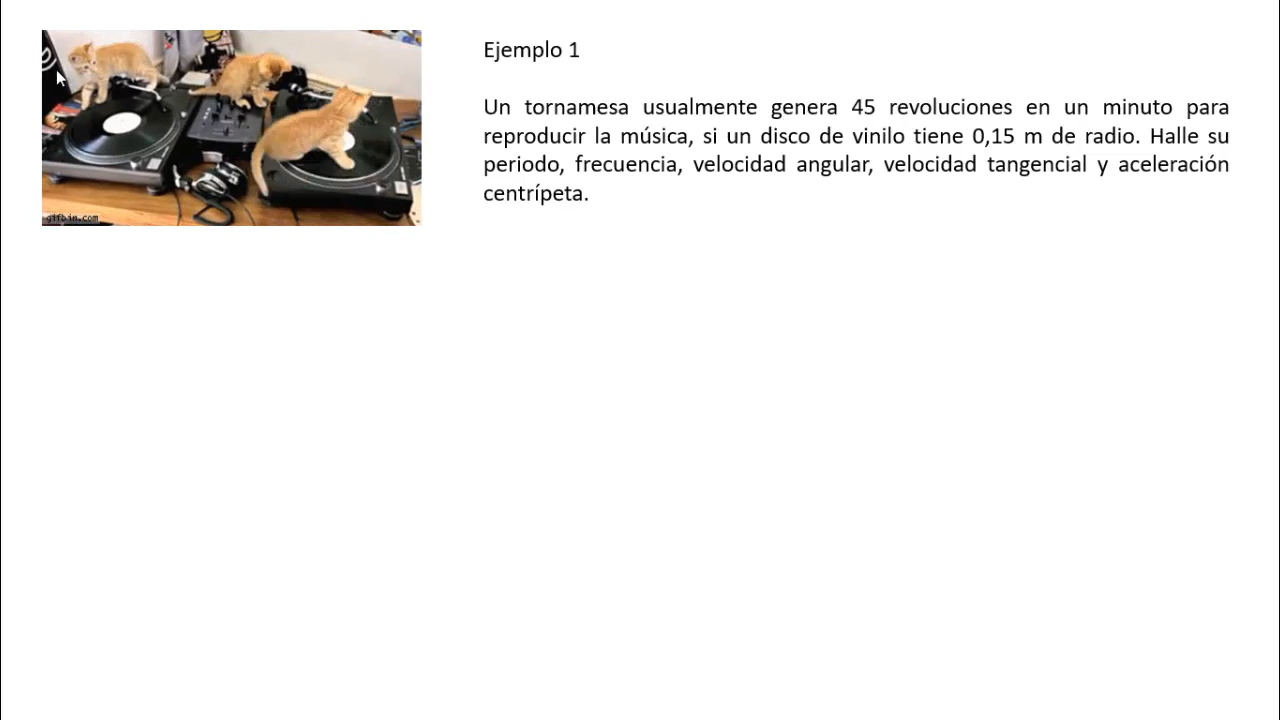 Ejemplo 1
Un tornamesa usualmente genera 45 revoluciones en un minuto para
reproducir la música, si un disco de vinilo tiene 0,15 m de radio. Halle su
periodo, frecuencia, velocidad angular, velocidad tangencial y aceleración
centrípeta.
gifbin.com